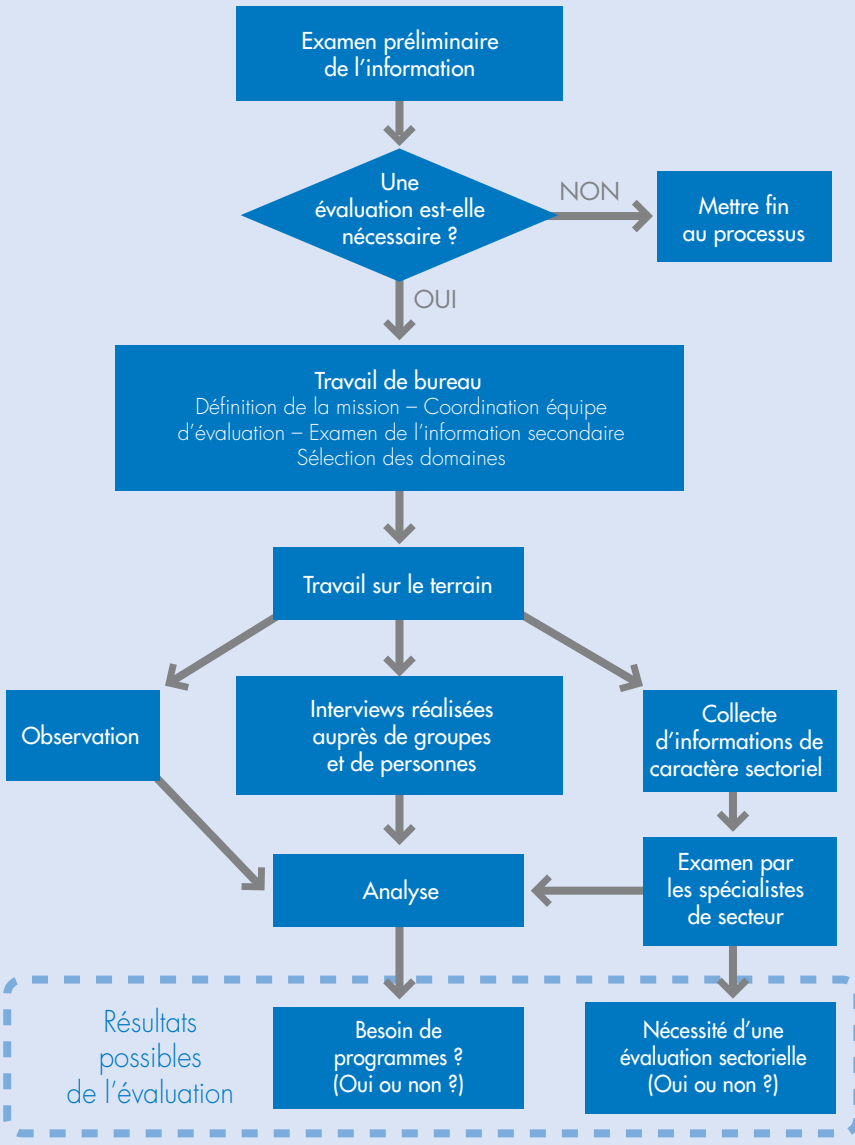 Examen préliminaire
de l’information
Une
évaluation est-elle
nécessaire ?
NON
Mettre fin
au processus
OUI
Travail de bureau
Définition de la mission – Coordination équipe
d’évaluation – Examen de l’information secondaire
Sélection des domaines
Travail sur le terrain
Observation
Interviews réalisées
auprès de groupes
et de personnes
Collecte
d’informations de
caractère sectoriel
Analyse
Examen par
les spécialistes
de secteur
Résultats
possibles
de l’évaluation
Besoin de
programmes ?
(Oui ou non ?)
Nécessité d’une
évaluation sectorielle
(Oui ou non ?)